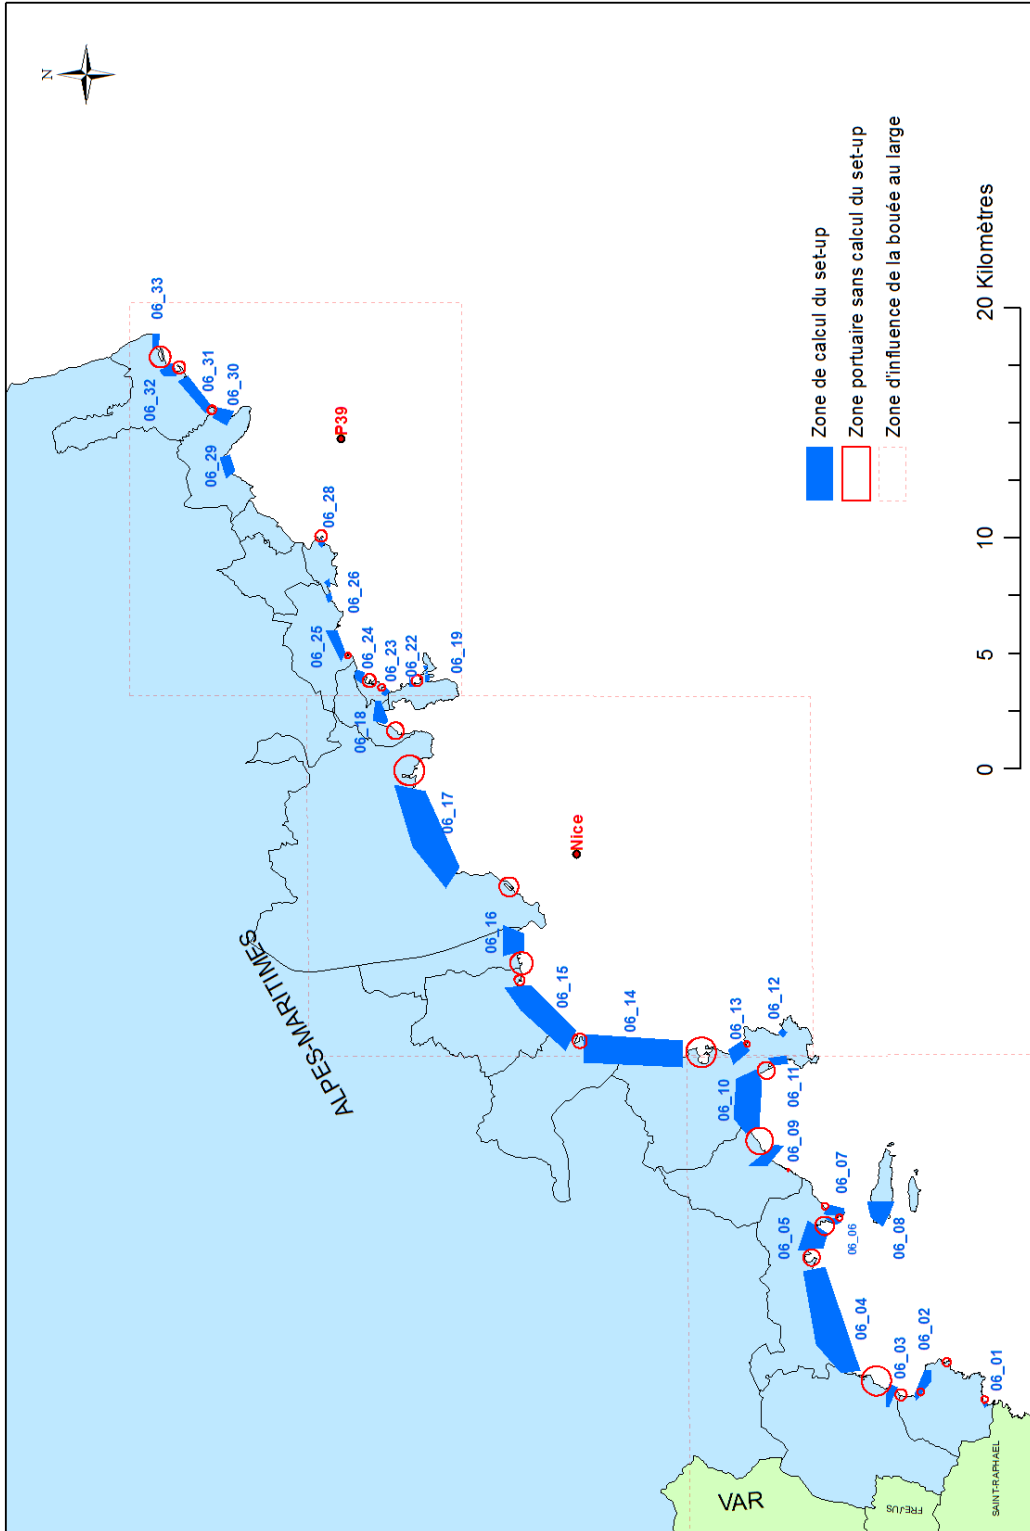 N
06_33
06_32
06_31
06_30
06_29
P39
06_28
06_26
06_25
06_24
06_23
06_22
06_19
06_18
06_17
Nice
06_16
ALPES-MARITIMES
06_15
06_14
06_13
06_12
06_11
06_10
06_09
06_07
06_06
06_05
06_08
06_04
06_03
06_02
06_01
VAR
FREJUS
SAINT-RAPHAEL
Zone de calcul du set-up
Zone portuaire sans calcul du set-up
Zone d'influence de la bouée au large
0 5 10 20 Kilomètres